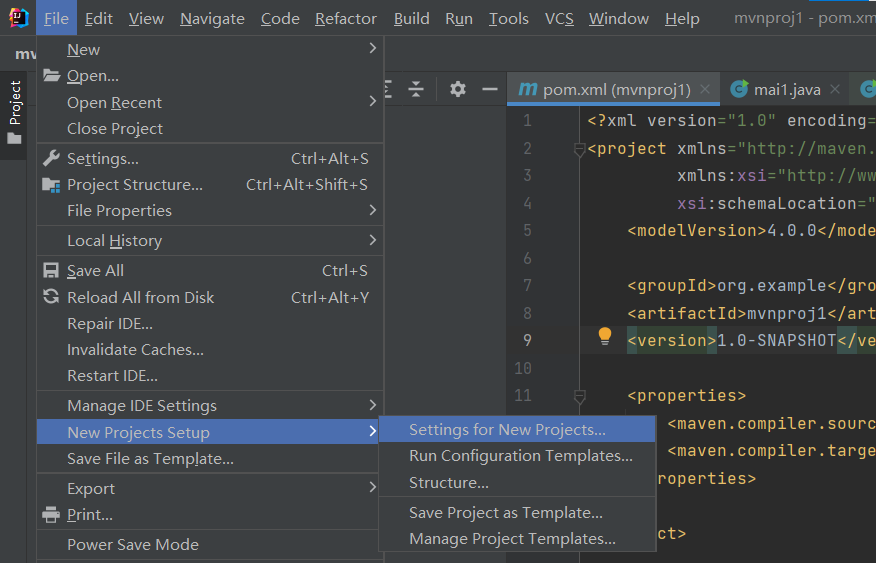 File Edit View Navigate Code Refactor Build Run Tools VCS Window Help mvnproj1 - pom.xm
mv
Project
New
Open...
Open Recent
Close Project
Settings... Ctrl+Alt+S
Project Structure... Ctrl+Alt+Shift+S
File Properties
Local History
Save All Ctrl+S
Reload All from Disk Ctrl+Alt+Y
Repair IDE...
Invalidate Caches...
Restart IDE...
Manage IDE Settings
New Projects Setup
Save File as Template...
Export
Print...
Power Save Mode
Settings for New Projects...
Run Configuration Templates...
Structure...
Save Project as Template...
Manage Project Templates...
pom.xml (mvnproj1) mai1.java
1 <?xml version="1.0" encoding=
2 <project xmlns="http://maven.
3 xmlns:xsi="http://ww
4 xsi:schemaLocation="
5 <modelVersion>4.0.0</mode
6
7 <groupId>org.example</gro
8 <artifactId>mvnproj1</art
9 <version>1.0-SNAPSHOT</ve
10
11 <properties>
<maven.compiler.sourc
<maven.compiler.targe
roperties>
ct>